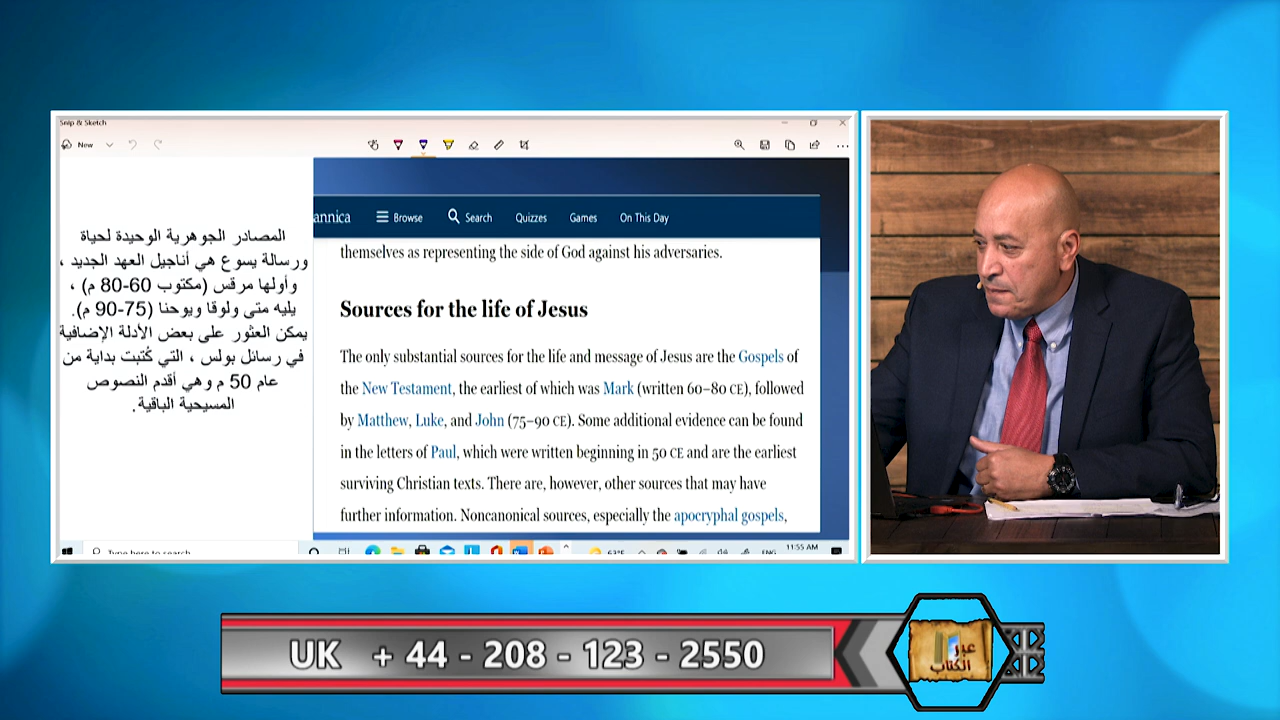 Snip & Sketch
New
المصادر الجوهرية الوحيدة لحياة
ورسالة يسوع هي أناجيل العهد الجديد ،
وأولها مرقس (مكتوب 60-80 م) ،
يليه متى ولوقا ويوحنا (75-90 م).
يمكن العثور على بعض الأدلة الإضافية
في رسائل بولس ، التي كُتبت بداية من
عام 50 م وهي أقدم النصوص
المسيحية الباقية.
annica Browse Search Quizzes Games On This Day
themselves as representing the side of God against his adversaries.
Sources for the life of Jesus
The only substantial sources for the life and message of Jesus are the Gospels of
the New Testament, the earliest of which was Mark (written 60–80 CE), followed
by Matthew, Luke, and John (75–90 CE). Some additional evidence can be found
in the letters of Paul, which were written beginning in 50 CE and are the earliest
surviving Christian texts. There are, however, other sources that may have
further information. Noncanonical sources, especially the apocryphal gospels,
Type here to search
63°F ENG 11:55 AM
UK + 44 - 208 - 123 - 2550
عبر
الكتاب